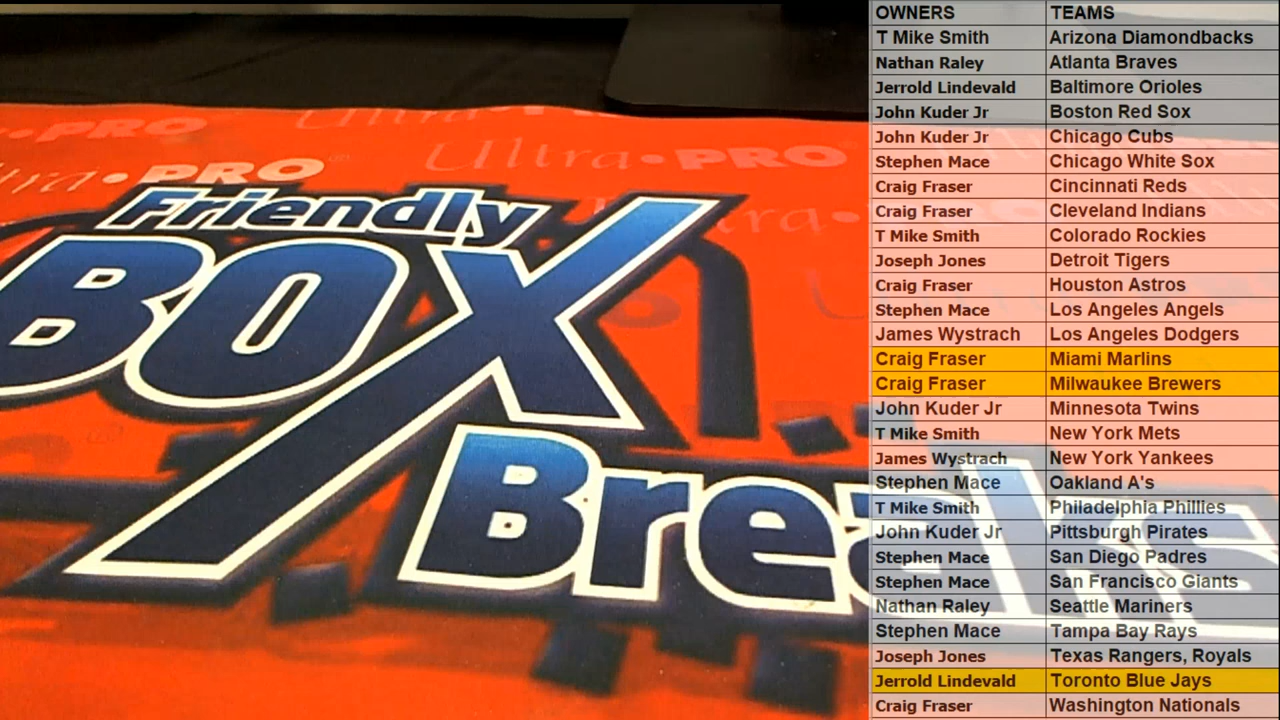 Ultra•PRO
PRO
Ultra•PRO
Friendly
BOX
Breaks
OWNERS TEAMS
T Mike Smith Arizona Diamondbacks
Nathan Raley Atlanta Braves
Jerrold Lindevald Baltimore Orioles
John Kuder Jr Boston Red Sox
John Kuder Jr Chicago Cubs
Stephen Mace Chicago White Sox
Craig Fraser Cincinnati Reds
Craig Fraser Cleveland Indians
T Mike Smith Colorado Rockies
Joseph Jones Detroit Tigers
Craig Fraser Houston Astros
Stephen Mace Los Angeles Angels
James Wystrach Los Angeles Dodgers
Craig Fraser Miami Marlins
Craig Fraser Milwaukee Brewers
John Kuder Jr Minnesota Twins
T Mike Smith New York Mets
James Wystrach New York Yankees
Stephen Mace Oakland A's
T Mike Smith Philadelphia Phillies
John Kuder Jr Pittsburgh Pirates
Stephen Mace San Diego Padres
Stephen Mace San Francisco Giants
Nathan Raley Seattle Mariners
Stephen Mace Tampa Bay Rays
Joseph Jones Texas Rangers, Royals
Jerrold Lindevald Toronto Blue Jays
Craig Fraser Washington Nationals